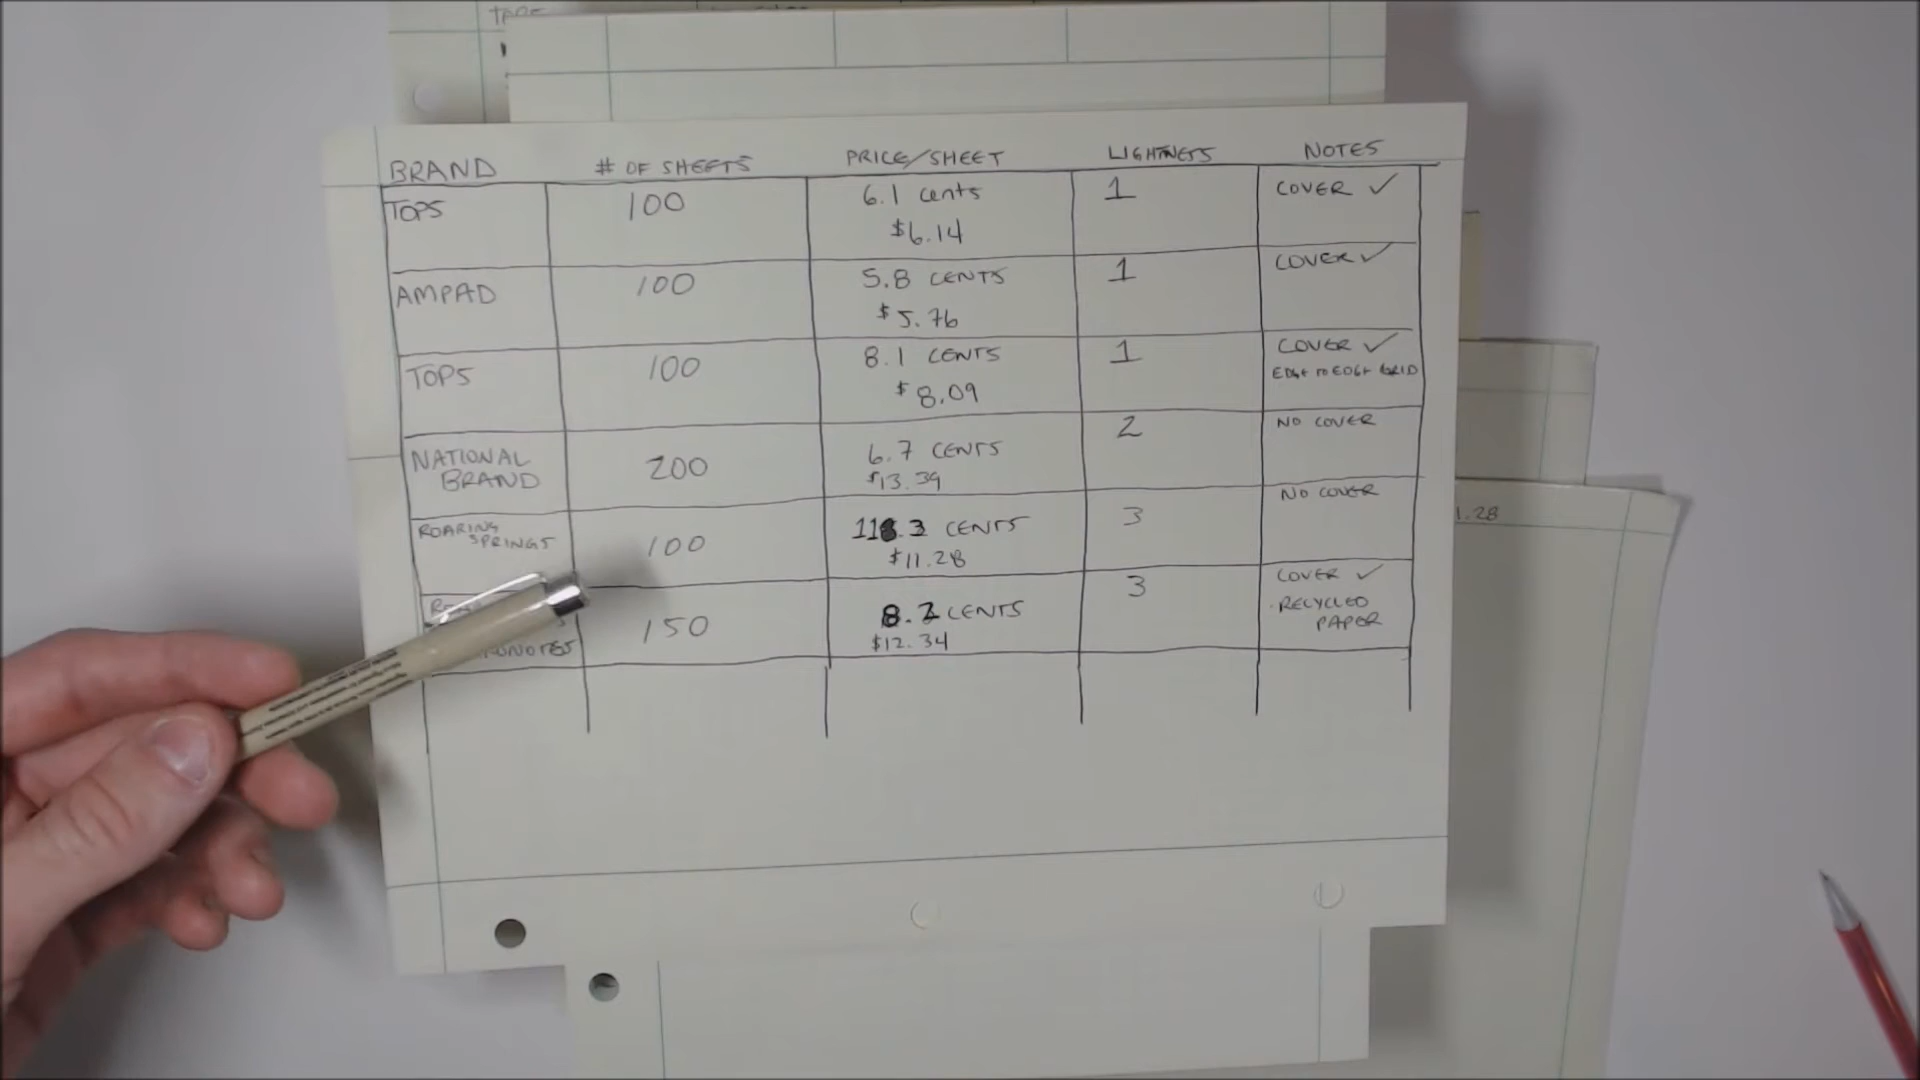 TAPE
BRAND # OF SHEETS PRICE/SHEET LIGHTNESS NOTES
TOPS 100 6.1 cents 1 COVER ✓
$6.14
AMPAD 100 5.8 CENTS 1 COVER ✓
$5.76
TOPS 100 8.1 CENTS 1 COVER ✓
$8.09 EDGE TO EDGE GRID
NATIONAL 200 6.7 CENTS 2 NO COVER
BRAND $13.39
ROARING 100 11.3 CENTS 3 NO COVER
SPRINGS $11.28
150 8.2 CENTS 3 COVER ✓
$12.34 RECYCLED
PAPER
1.28